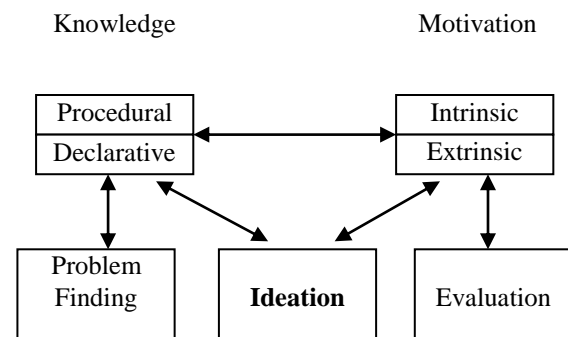 Knowledge Motivation
Procedural Intrinsic
Declarative Extrinsic
Problem
Finding Ideation Evaluation